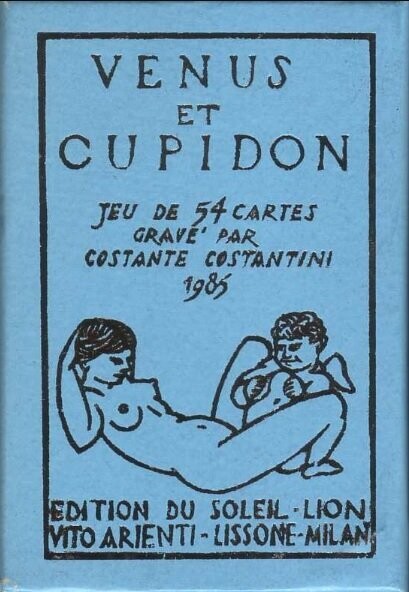 VENUS
ET
CUPIDON
JEU DE 54 CARTES
GRAVÉ PAR
COSTANTE COSTANTINI
1985
EDITION DU SOLEIL - LION
VITO ARIENTI - LISSONE - MILAN